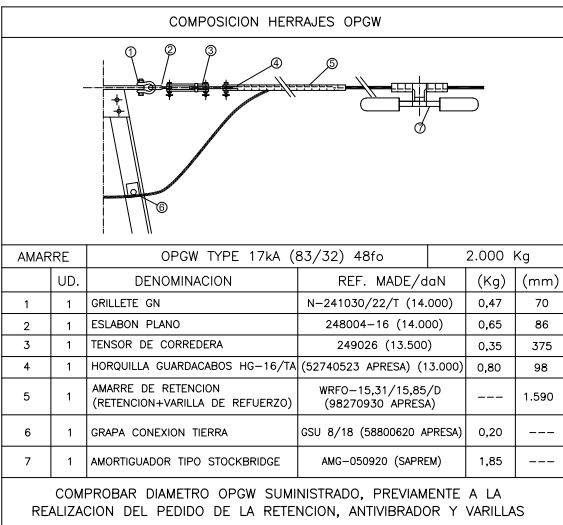 COMPOSICION HERRAJES OPGW
1 2 3 4 5
7
6
AMARRE OPGW TYPE 17kA (83/32) 48fo 2.000 Kg
UD. DENOMINACION REF. MADE/daN (Kg) (mm)
1 1 GRILLETE GN N-241030/22/T (14.000) 0,47 70
2 1 ESLABON PLANO 248004-16 (14.000) 0,65 86
3 1 TENSOR DE CORREDERA 249026 (13.500) 0,35 375
4 1 HORQUILLA GUARDACABOS HG-16/TA (52740523 APRESA) (13.000) 0,80 98
5 1 AMARRE DE RETENCION (RETENCION+VARILLA DE REFUERZO) WRFO-15,31/15,85/D (98270930 APRESA) --- 1.590
6 1 GRAPA CONEXION TIERRA GSU 8/18 (58800620 APRESA) 0,20 ---
7 1 AMORTIGUADOR TIPO STOCKBRIDGE AMG-050920 (SAPREM) 1,85 ---
COMPROBAR DIAMETRO OPGW SUMINISTRADO, PREVIAMENTE A LA
REALIZACION DEL PEDIDO DE LA RETENCION, ANTIVIBRADOR Y VARILLAS